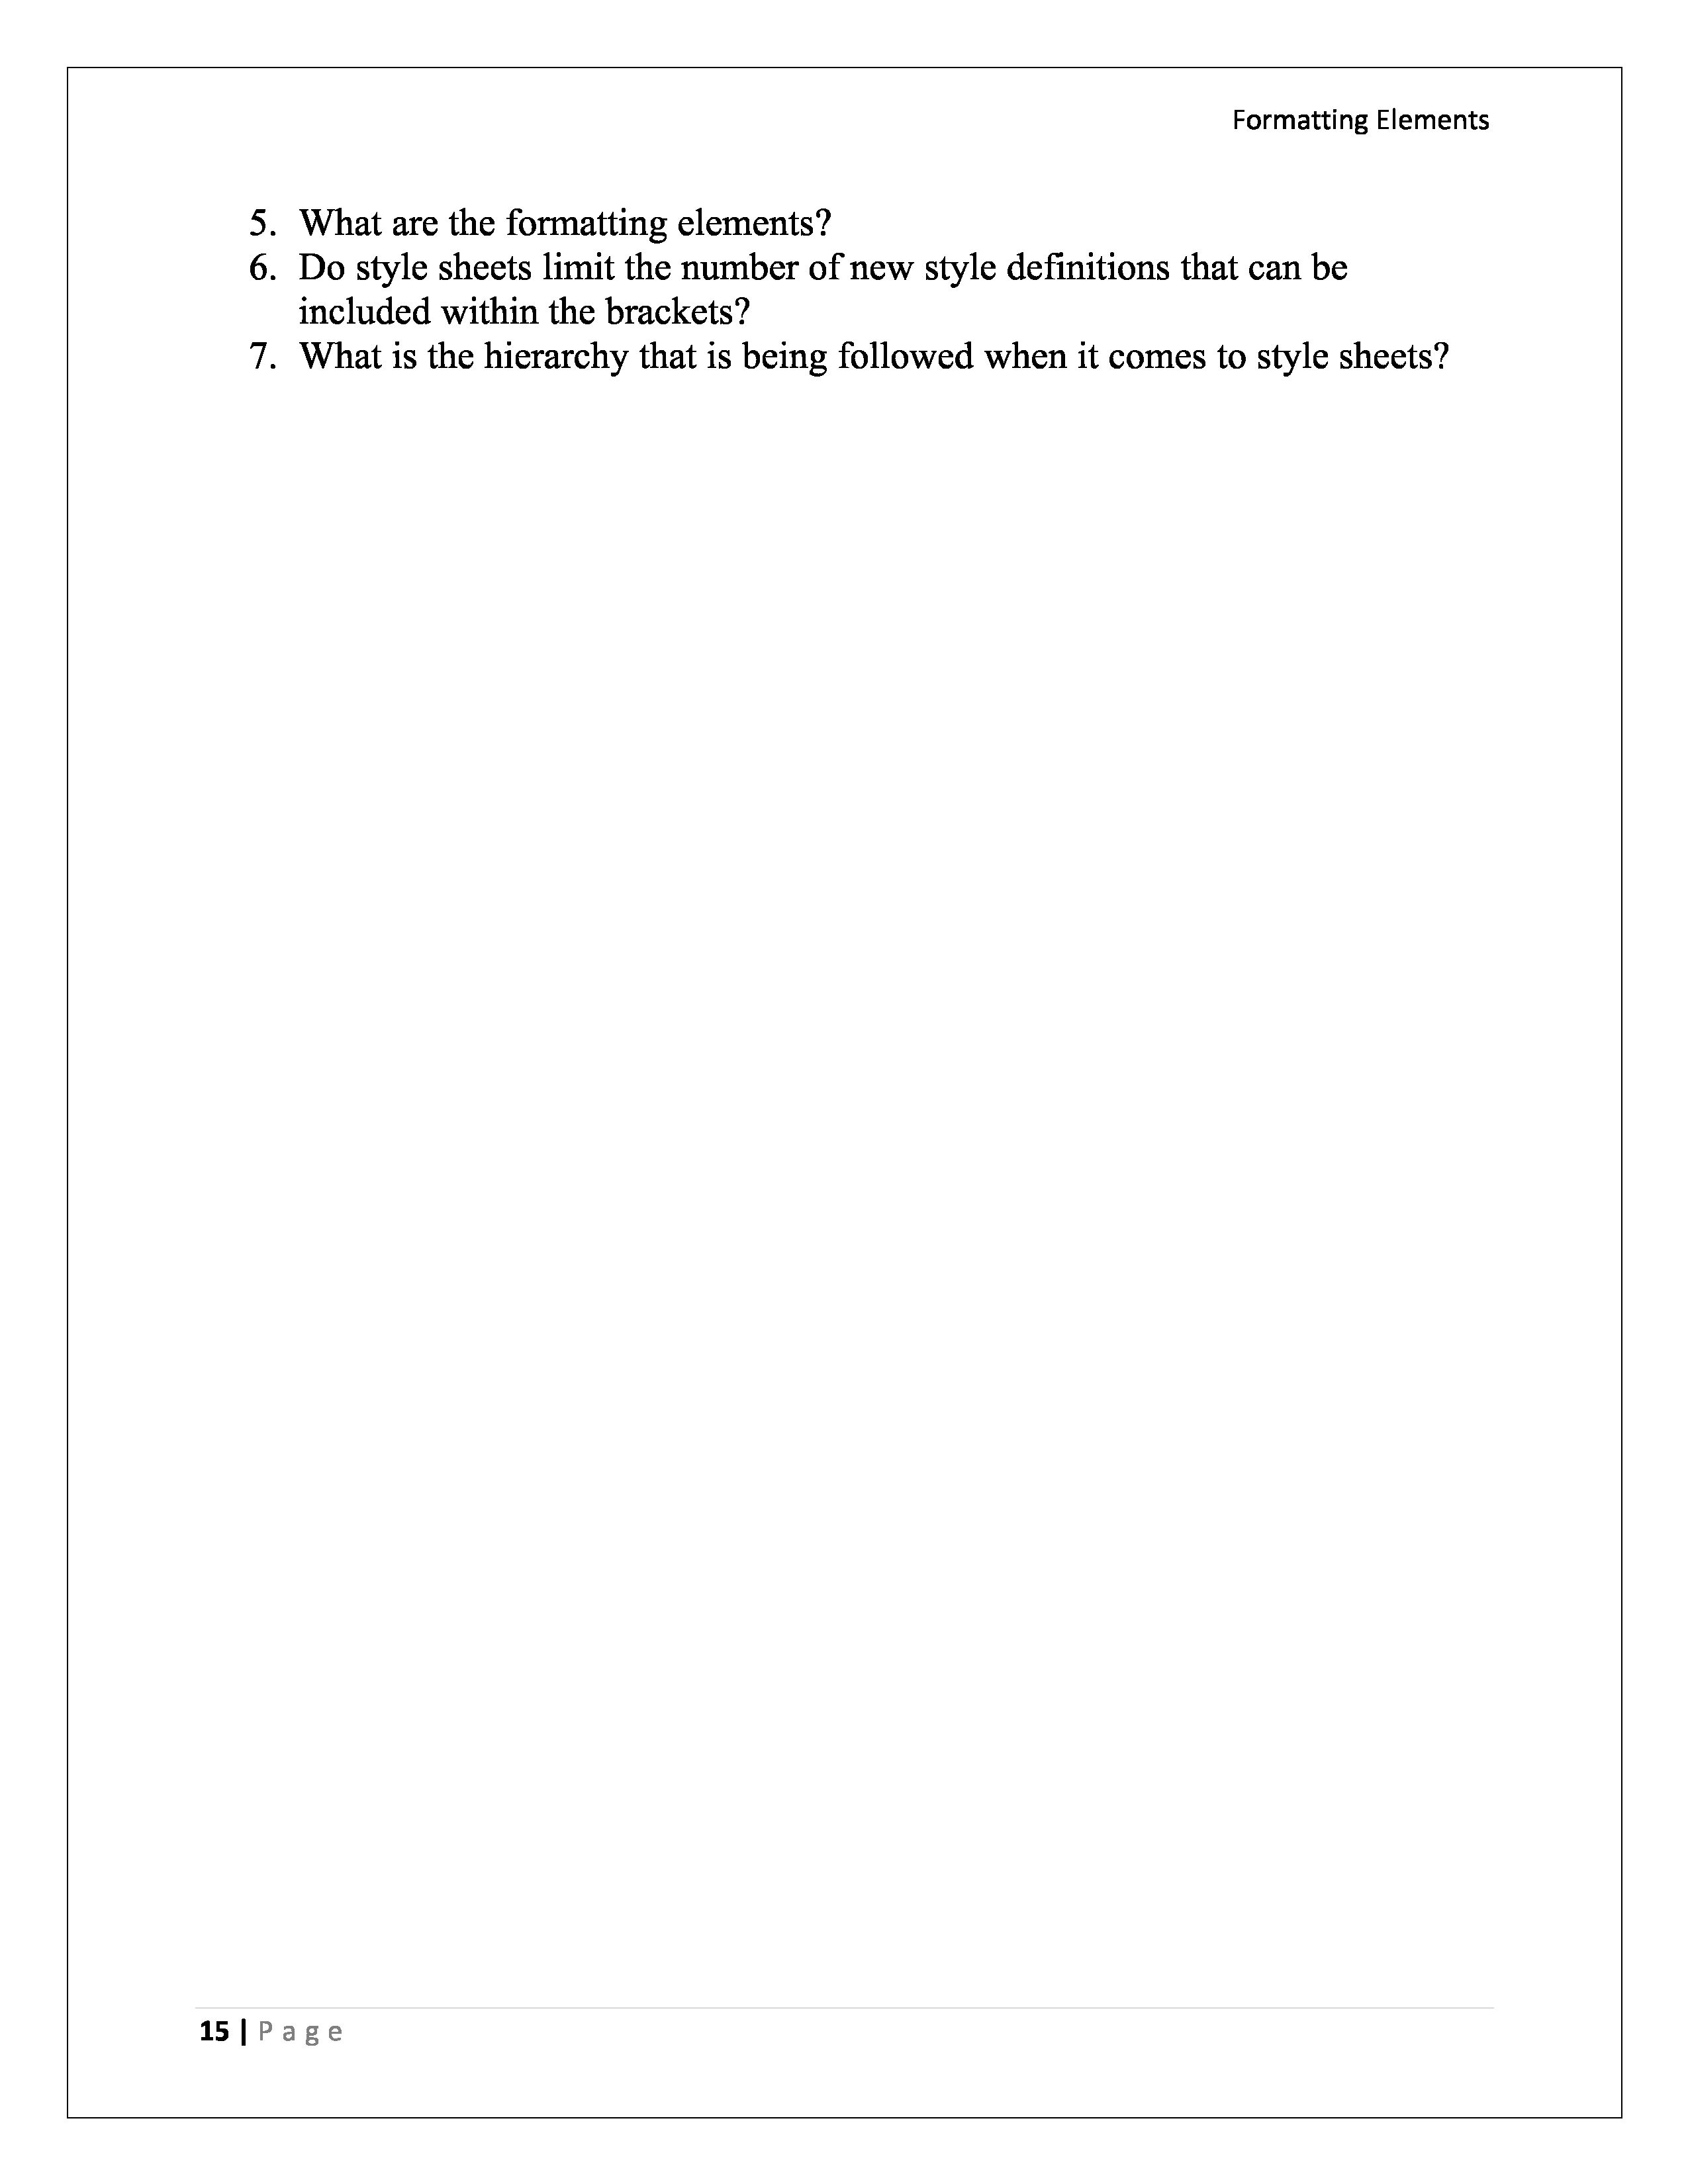 Formatting Elements
5. What are the formatting elements?
6. Do style sheets limit the number of new style definitions that can be
included within the brackets?
7. What is the hierarchy that is being followed when it comes to style sheets?
15 | Page